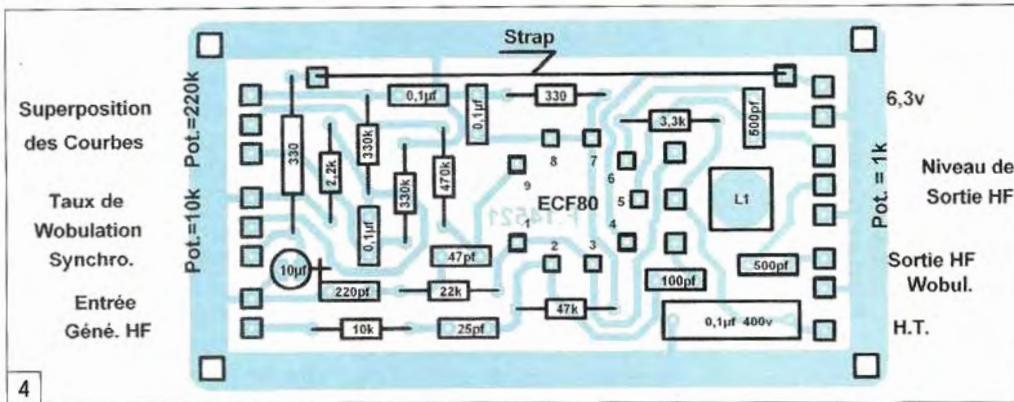 Strap
Superposition
des Courbes
Pot.=220k
Taux de
Wobulation
Synchro.
Pot.=10k
Entrée
Géné. HF
6,3v
Niveau de
Sortie HF
Pot. = 1k
Sortie HF
Wobul.
H.T.
330
2,2k
330k
0,1µf
330k
470k
0,1µf
0,1µf
330
3,3k
500pf
8
7
6
9
5
ECF80
L1
F.14521
1
4
2
3
10µf
+
47pf
220pf
22k
10k
25pf
47k
100pf
500pf
0,1µf 400v
4